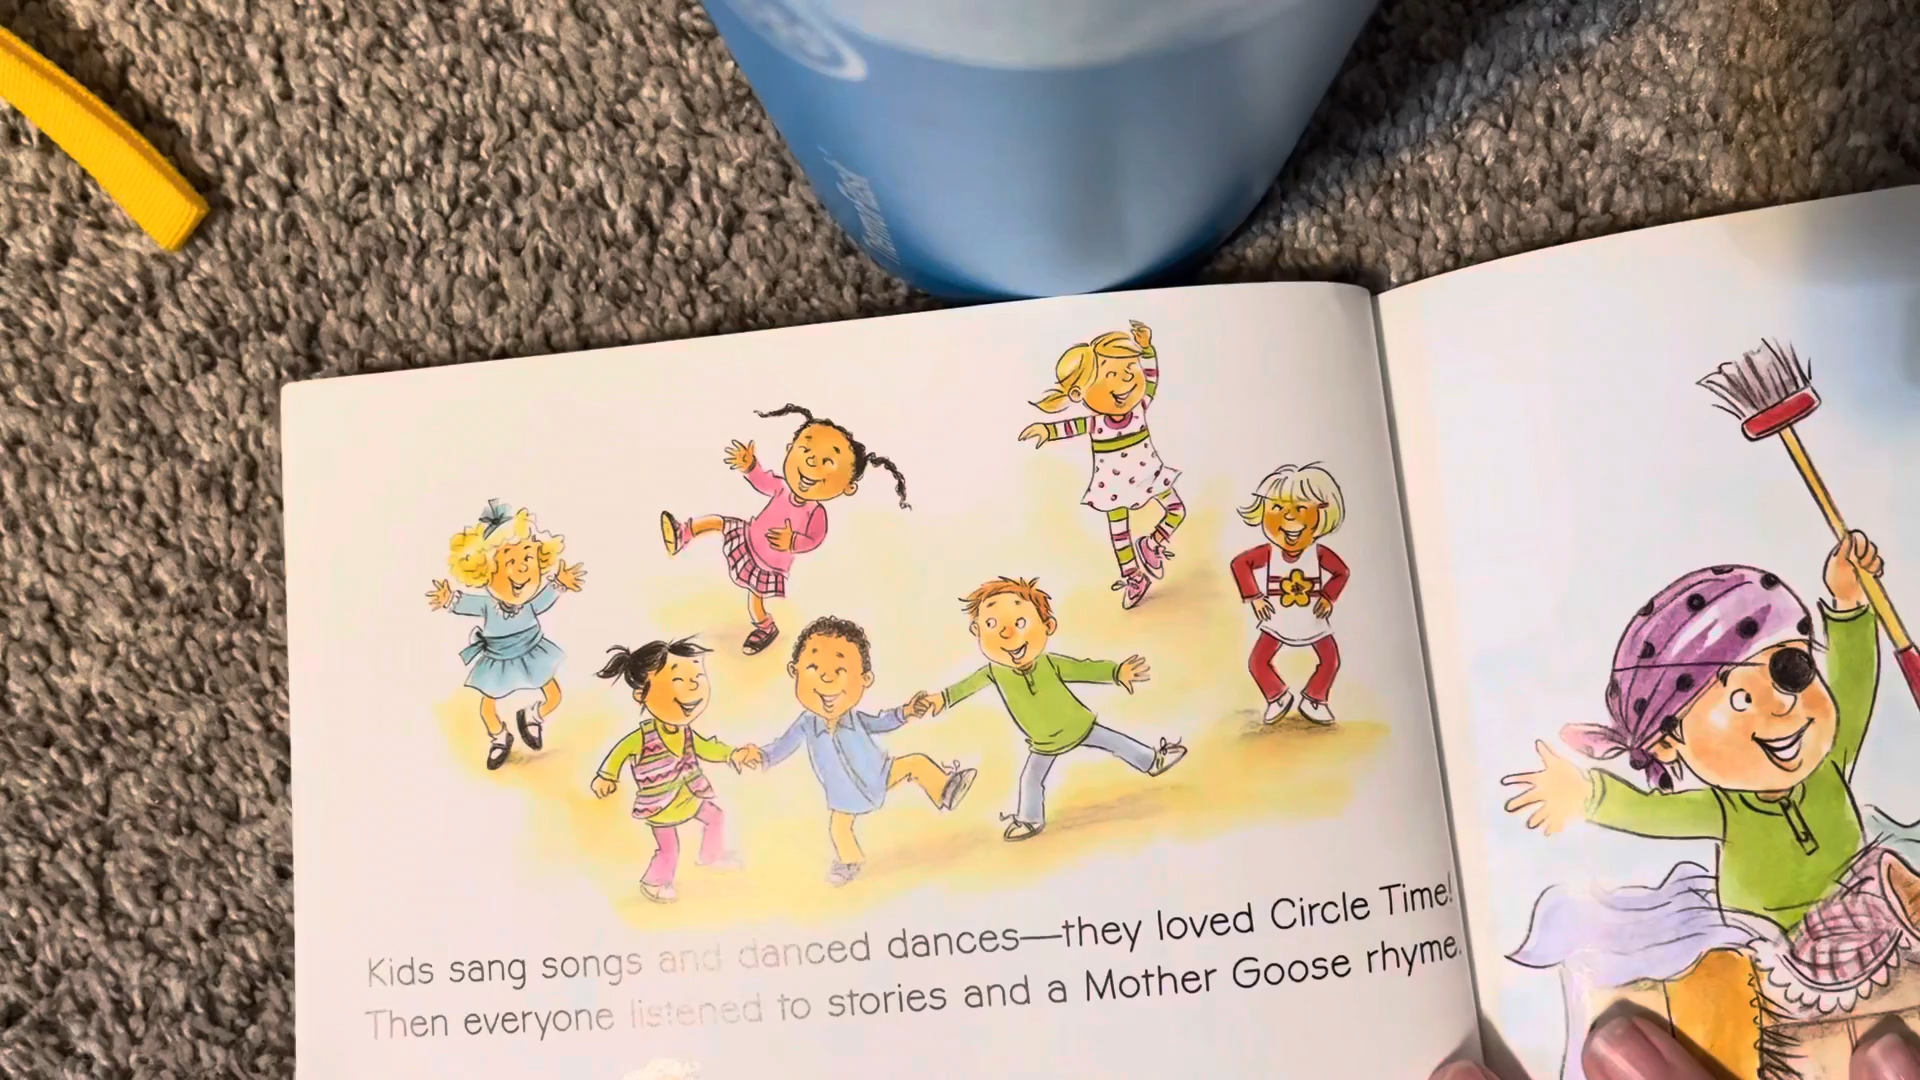 Kids sang songs and danced dances—they loved Circle Time!
Then everyone listened to stories and a Mother Goose rhyme.